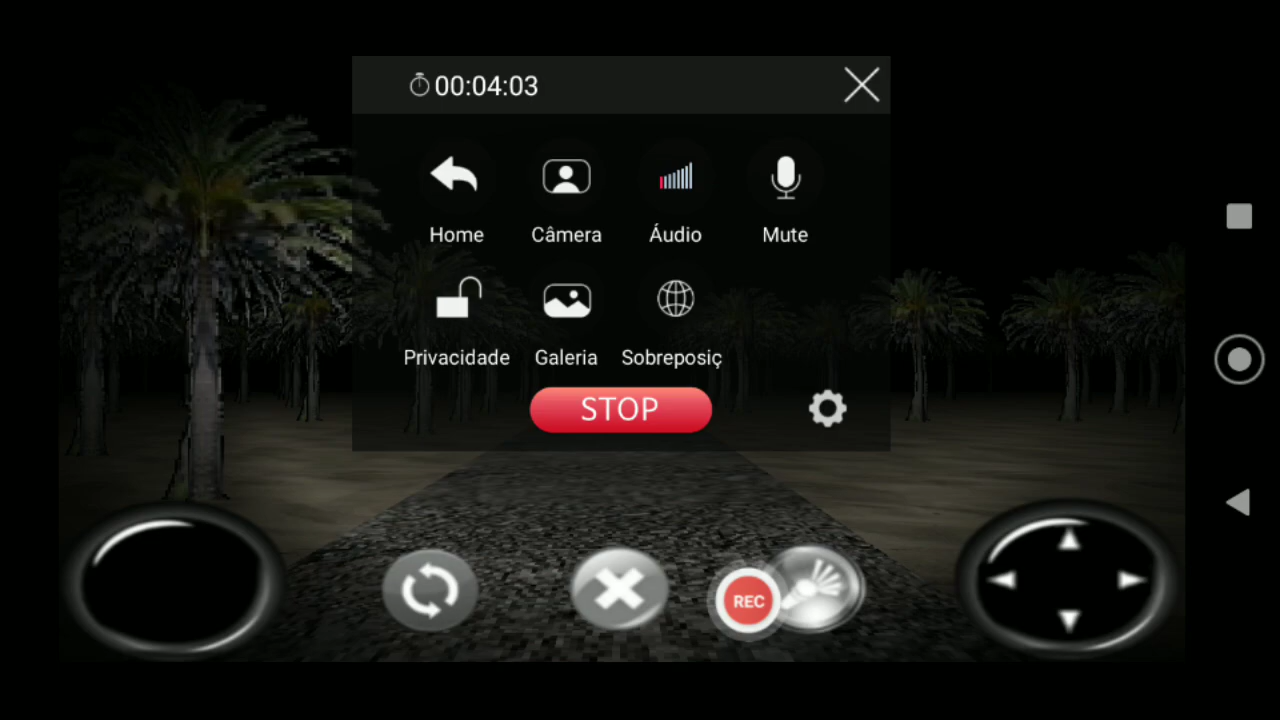 00:04:03
Home Câmera Áudio Mute
Privacidade Galeria Sobreposiç
STOP
REC